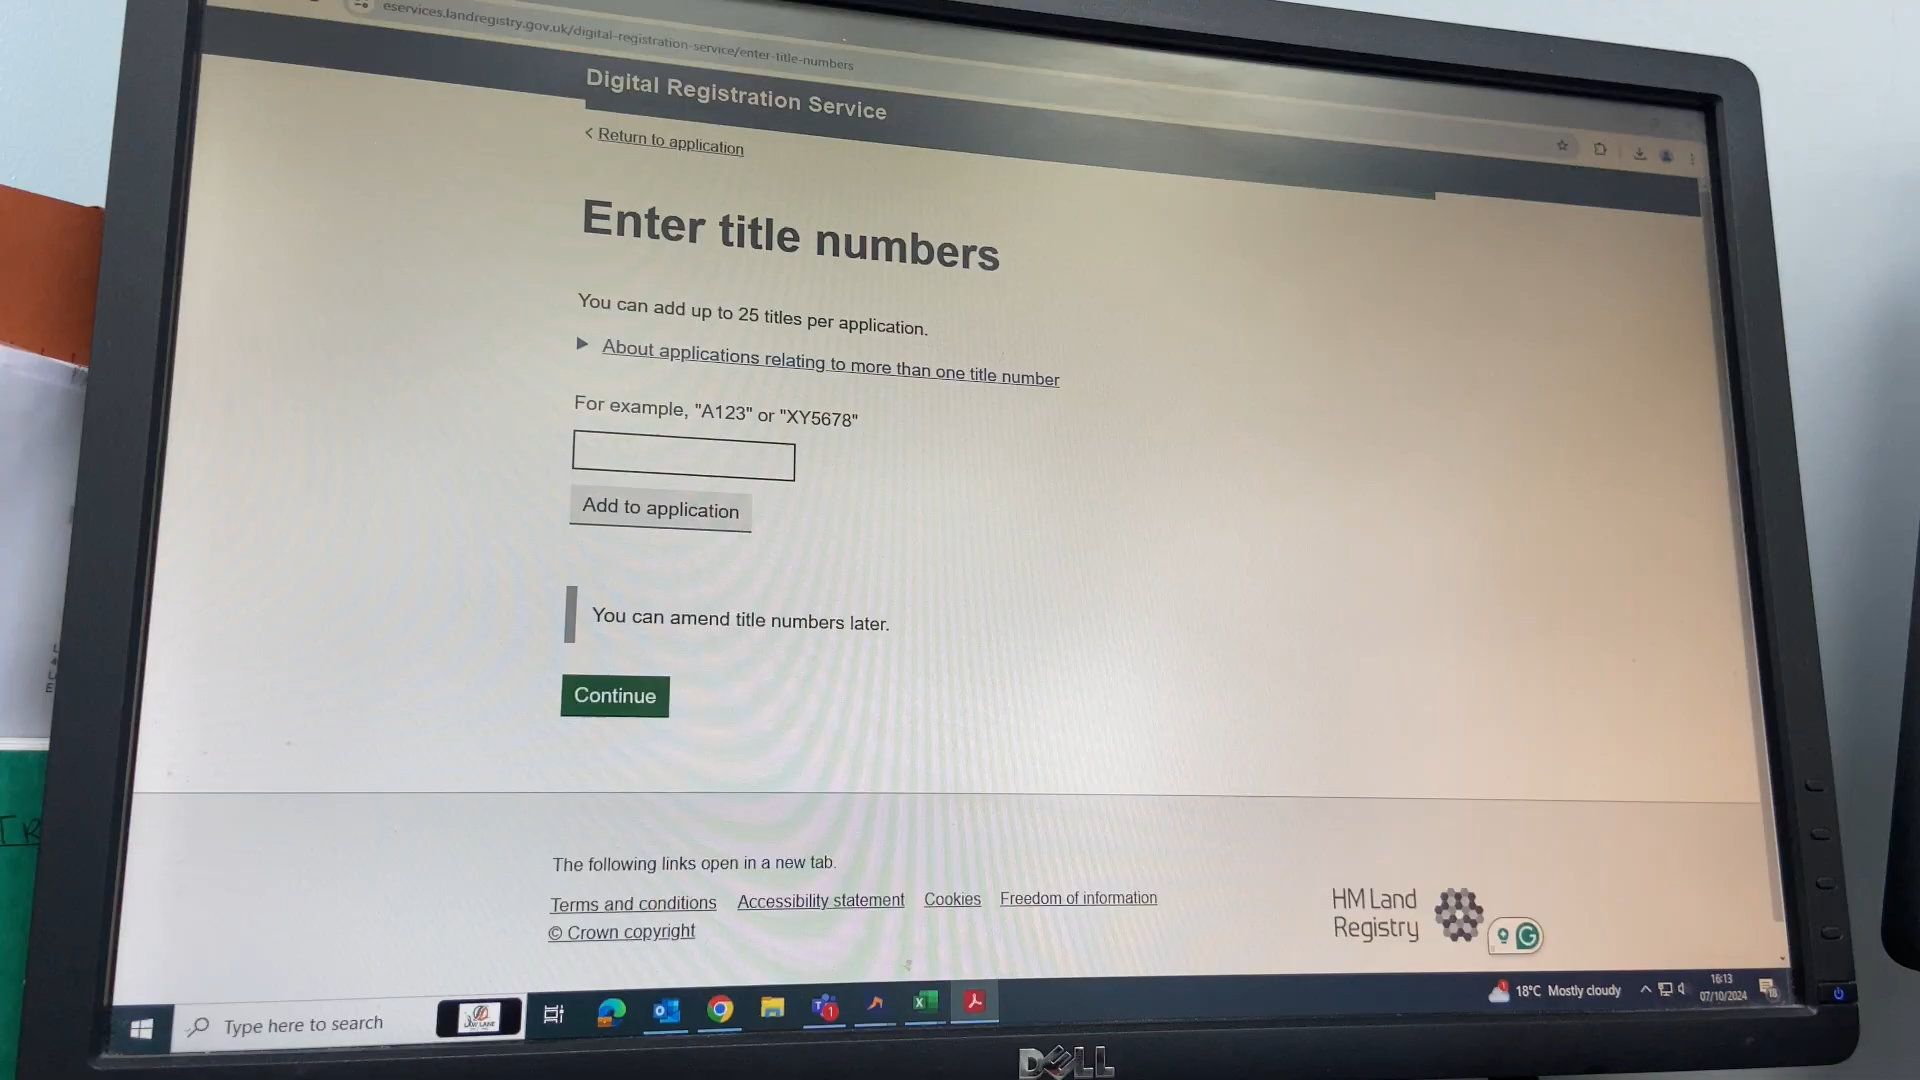 eservices.landregistry.gov.uk/digital-registration-service/enter-title-numbers
Digital Registration Service
Return to application
Enter title numbers
You can add up to 25 titles per application.
About applications relating to more than one title number
For example, "A123" or "XY5678"
Add to application
You can amend title numbers later.
Continue
The following links open in a new tab.
Terms and conditions Accessibility statement Cookies Freedom of information
© Crown copyright
HM Land
Registry
Type here to search
1
18°C Mostly cloudy
16:13
07/10/2024
DELL